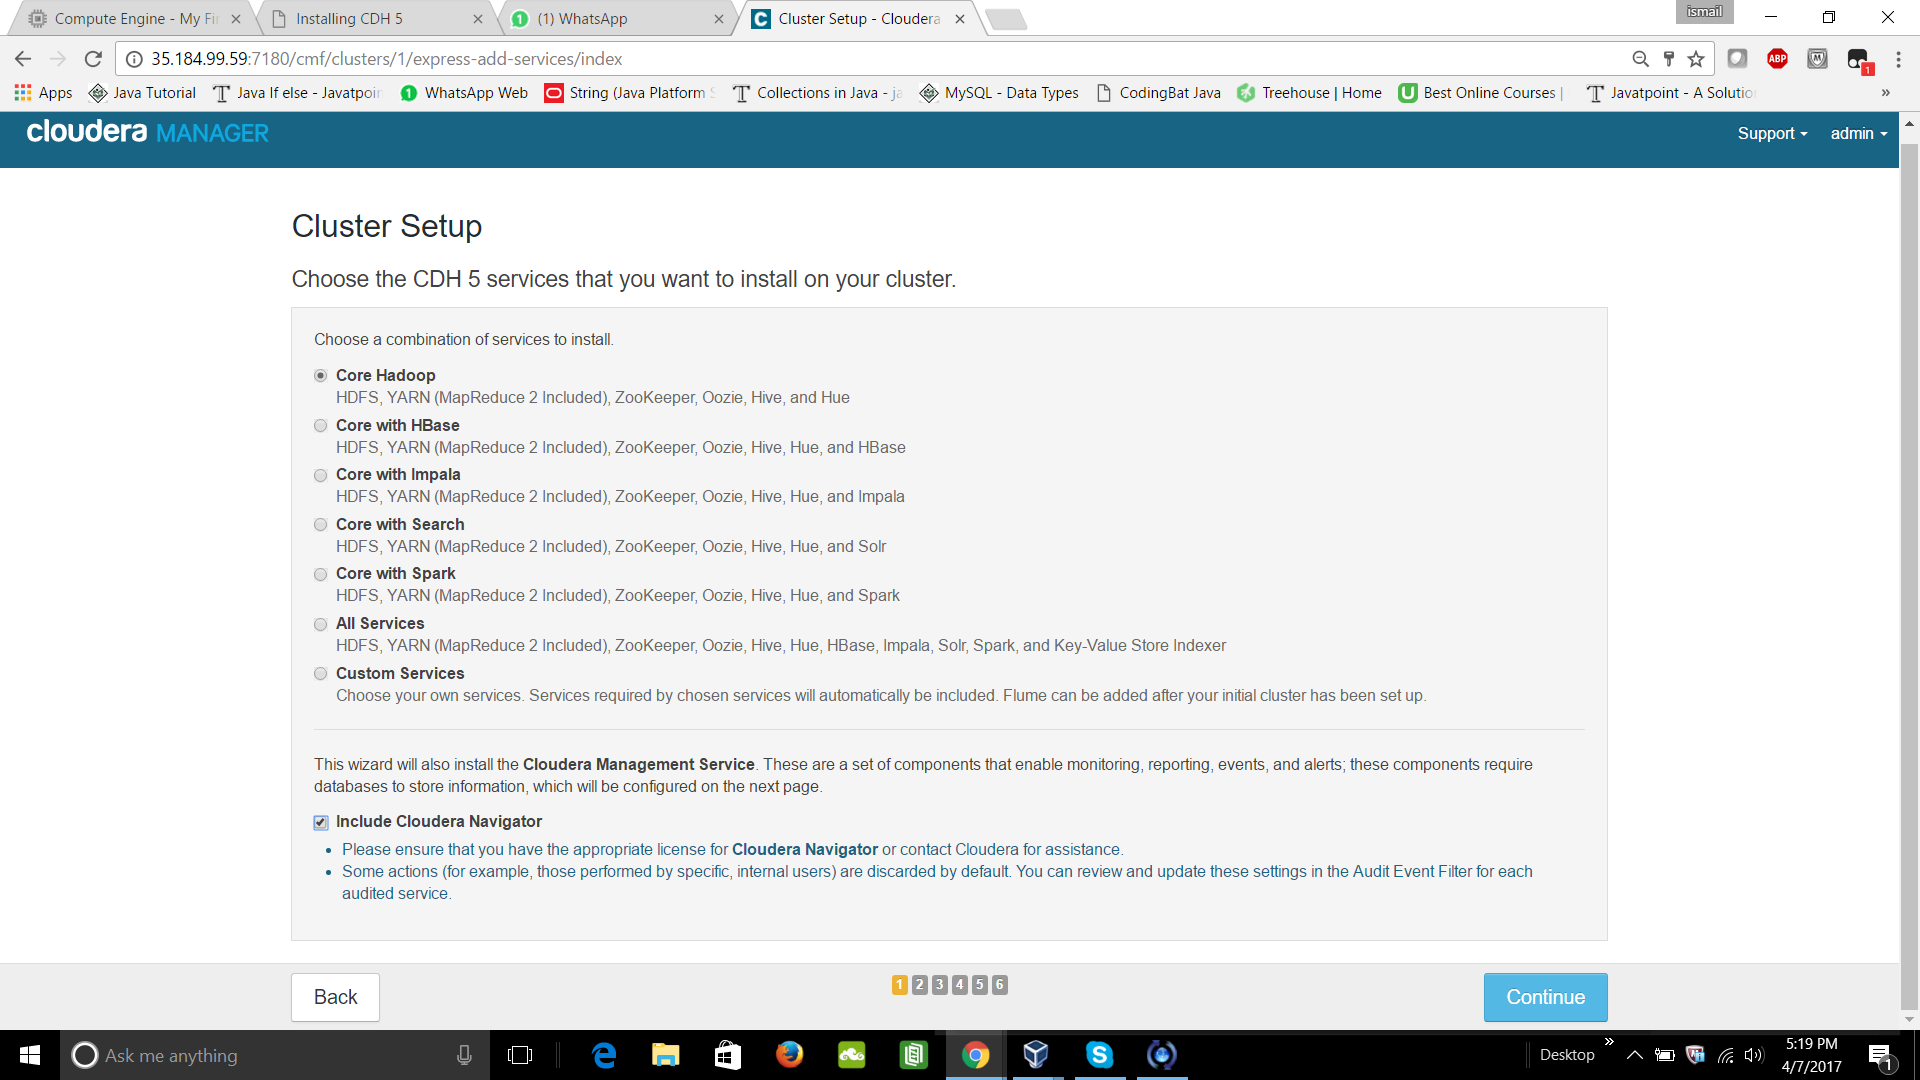 Compute Engine - My Fi
Installing CDH 5
(1) WhatsApp
Cluster Setup - Cloudera
ismail
35.184.99.59:7180/cmf/clusters/1/express-add-services/index
ABP
1
Apps
Java Tutorial
Java If else - Javatpoin
WhatsApp Web
String (Java Platform S
Collections in Java - ja
MySQL - Data Types
CodingBat Java
Treehouse | Home
Best Online Courses |
Javatpoint - A Solutio
»
cloudera MANAGER
Support
admin
Cluster Setup
Choose the CDH 5 services that you want to install on your cluster.
Choose a combination of services to install.
Core Hadoop
HDFS, YARN (MapReduce 2 Included), ZooKeeper, Oozie, Hive, and Hue
Core with HBase
HDFS, YARN (MapReduce 2 Included), ZooKeeper, Oozie, Hive, Hue, and HBase
Core with Impala
HDFS, YARN (MapReduce 2 Included), ZooKeeper, Oozie, Hive, Hue, and Impala
Core with Search
HDFS, YARN (MapReduce 2 Included), ZooKeeper, Oozie, Hive, Hue, and Solr
Core with Spark
HDFS, YARN (MapReduce 2 Included), ZooKeeper, Oozie, Hive, Hue, and Spark
All Services
HDFS, YARN (MapReduce 2 Included), ZooKeeper, Oozie, Hive, Hue, HBase, Impala, Solr, Spark, and Key-Value Store Indexer
Custom Services
Choose your own services. Services required by chosen services will automatically be included. Flume can be added after your initial cluster has been set up.
This wizard will also install the Cloudera Management Service. These are a set of components that enable monitoring, reporting, events, and alerts; these components require
databases to store information, which will be configured on the next page.
Include Cloudera Navigator
• Please ensure that you have the appropriate license for Cloudera Navigator or contact Cloudera for assistance.
• Some actions (for example, those performed by specific, internal users) are discarded by default. You can review and update these settings in the Audit Event Filter for each
audited service.
Back
1 2 3 4 5 6
Continue
Ask me anything
Desktop
»
5:19 PM
4/7/2017
1